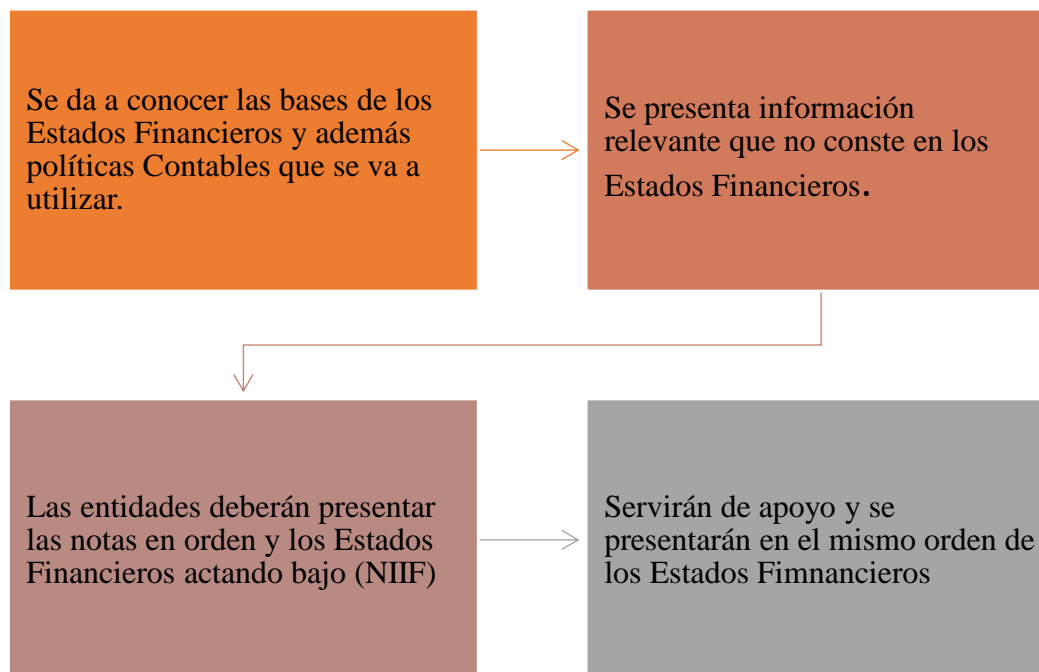 Se da a conocer las bases de los
Estados Financieros y además
políticas Contables que se va a
utilizar.
Se presenta información
relevante que no conste en los
Estados Financieros.
Las entidades deberán presentar
las notas en orden y los Estados
Financieros actando bajo (NIIF)
Servirán de apoyo y se
presentarán en el mismo orden de
los Estados Fimnancieros